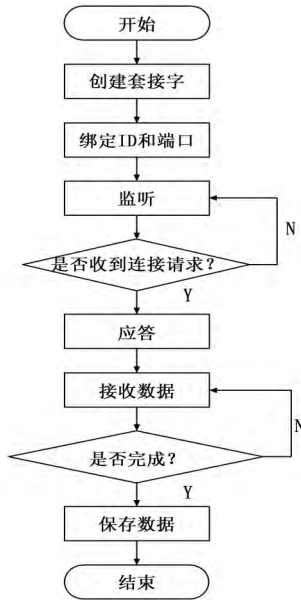 开始
创建套接字
绑定ID和端口
监听
N
是否收到连接请求？
Y
应答
接收数据
N
是否完成？
Y
保存数据
结束